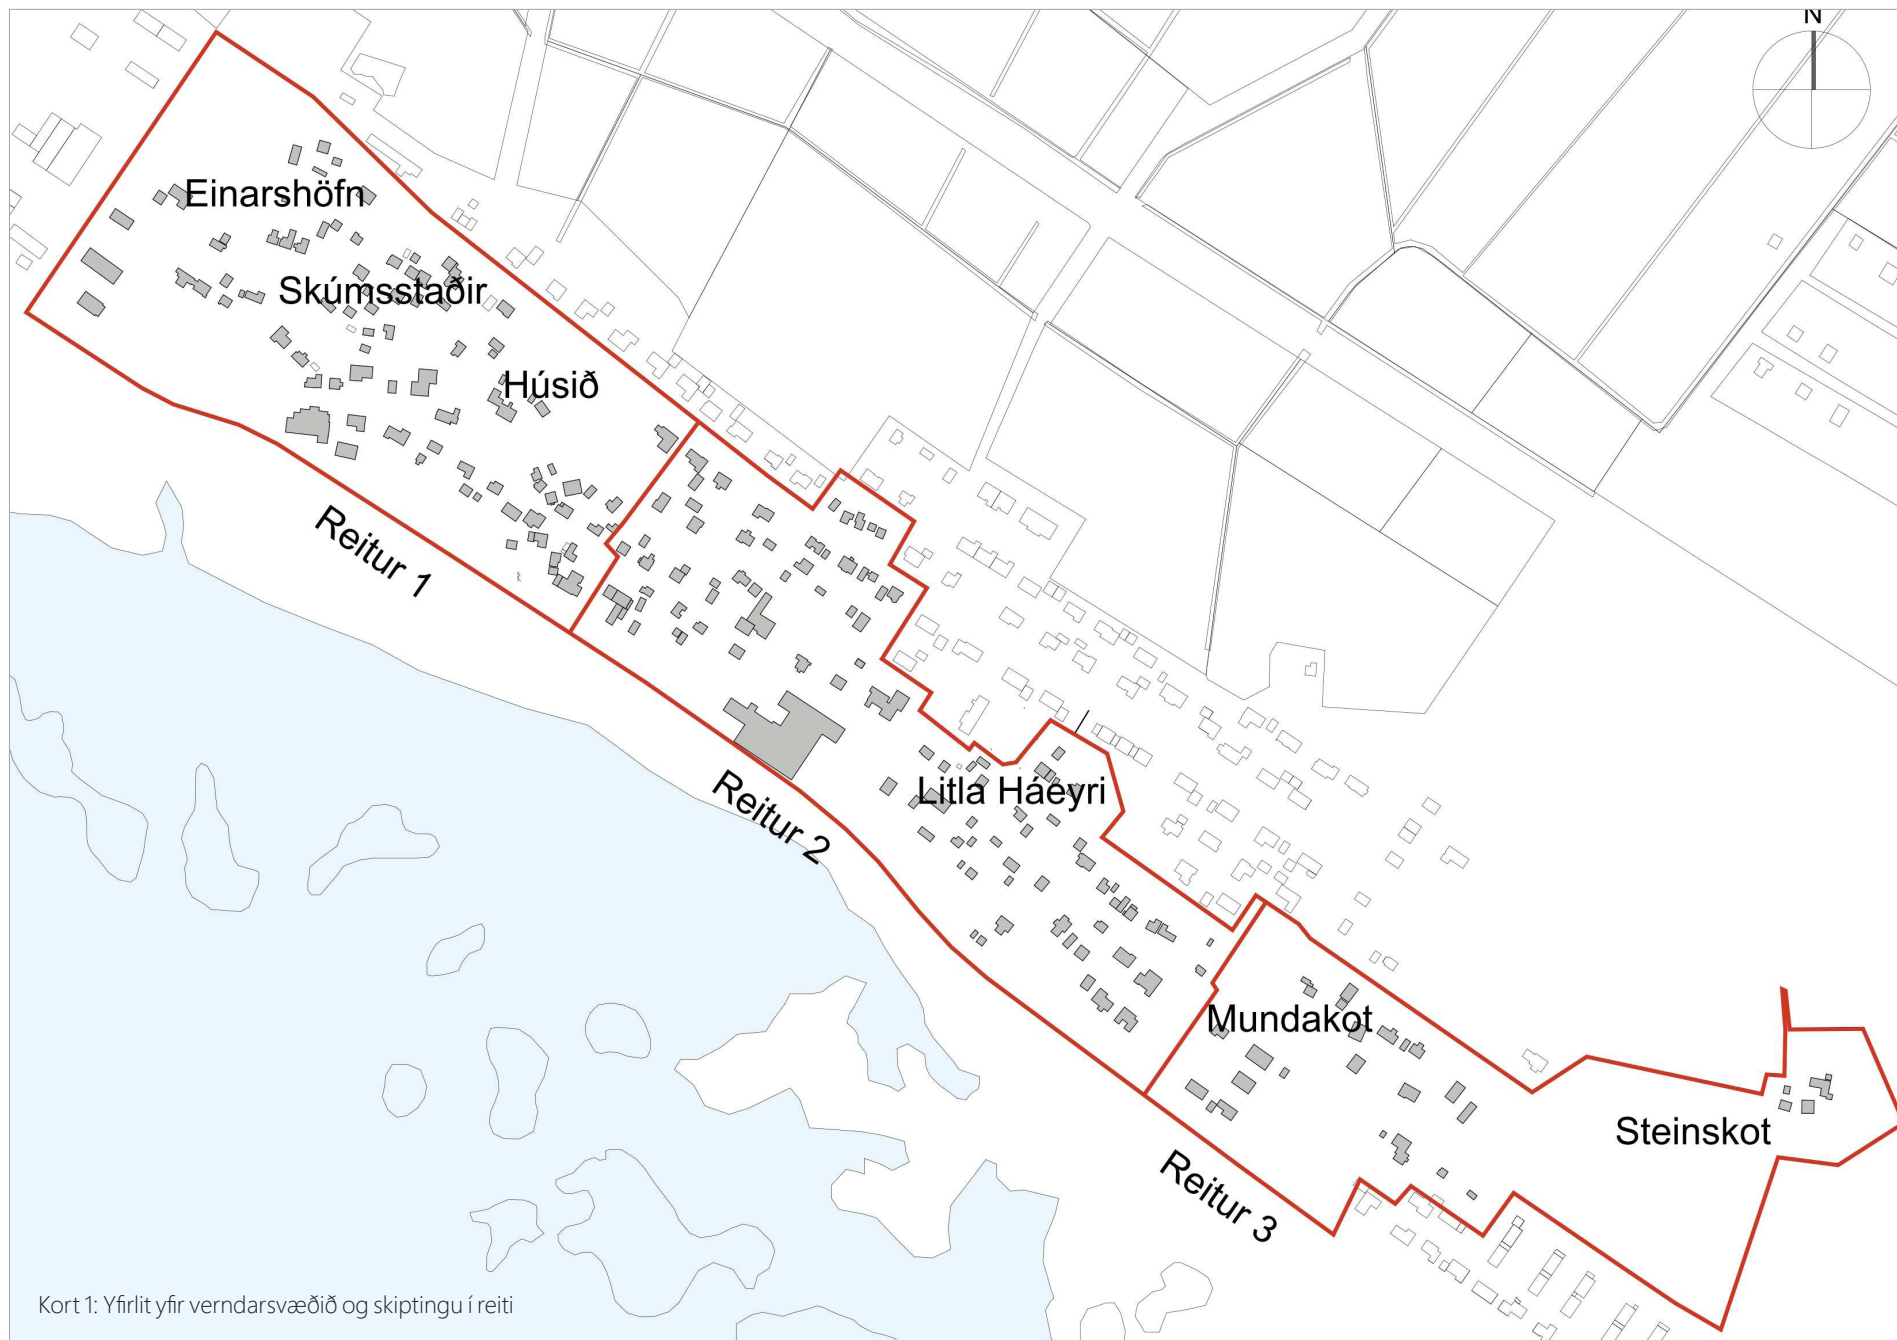 N
Einarshöfn
Skúmsstaðir
Húsið
Reitur 1
Litla Háeyri
Reitur 2
Mundakot
Steinskot
Reitur 3
Kort 1: Yfirlit yfir verndarsvæðið og skiptingu í reiti